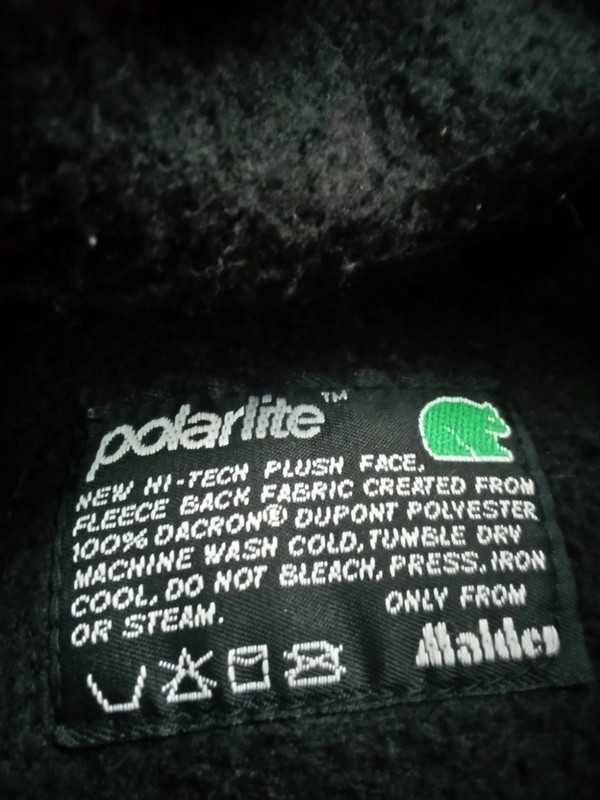 polarlite™
NEW HI-TECH PLUSH FACE,
FLEECE BACK FABRIC CREATED FROM
100% DACRON® DUPONT POLYESTER
MACHINE WASH COLD, TUMBLE DRY
COOL, DO NOT BLEACH, PRESS, IRON
OR STEAM.
ONLY FROM
Malden